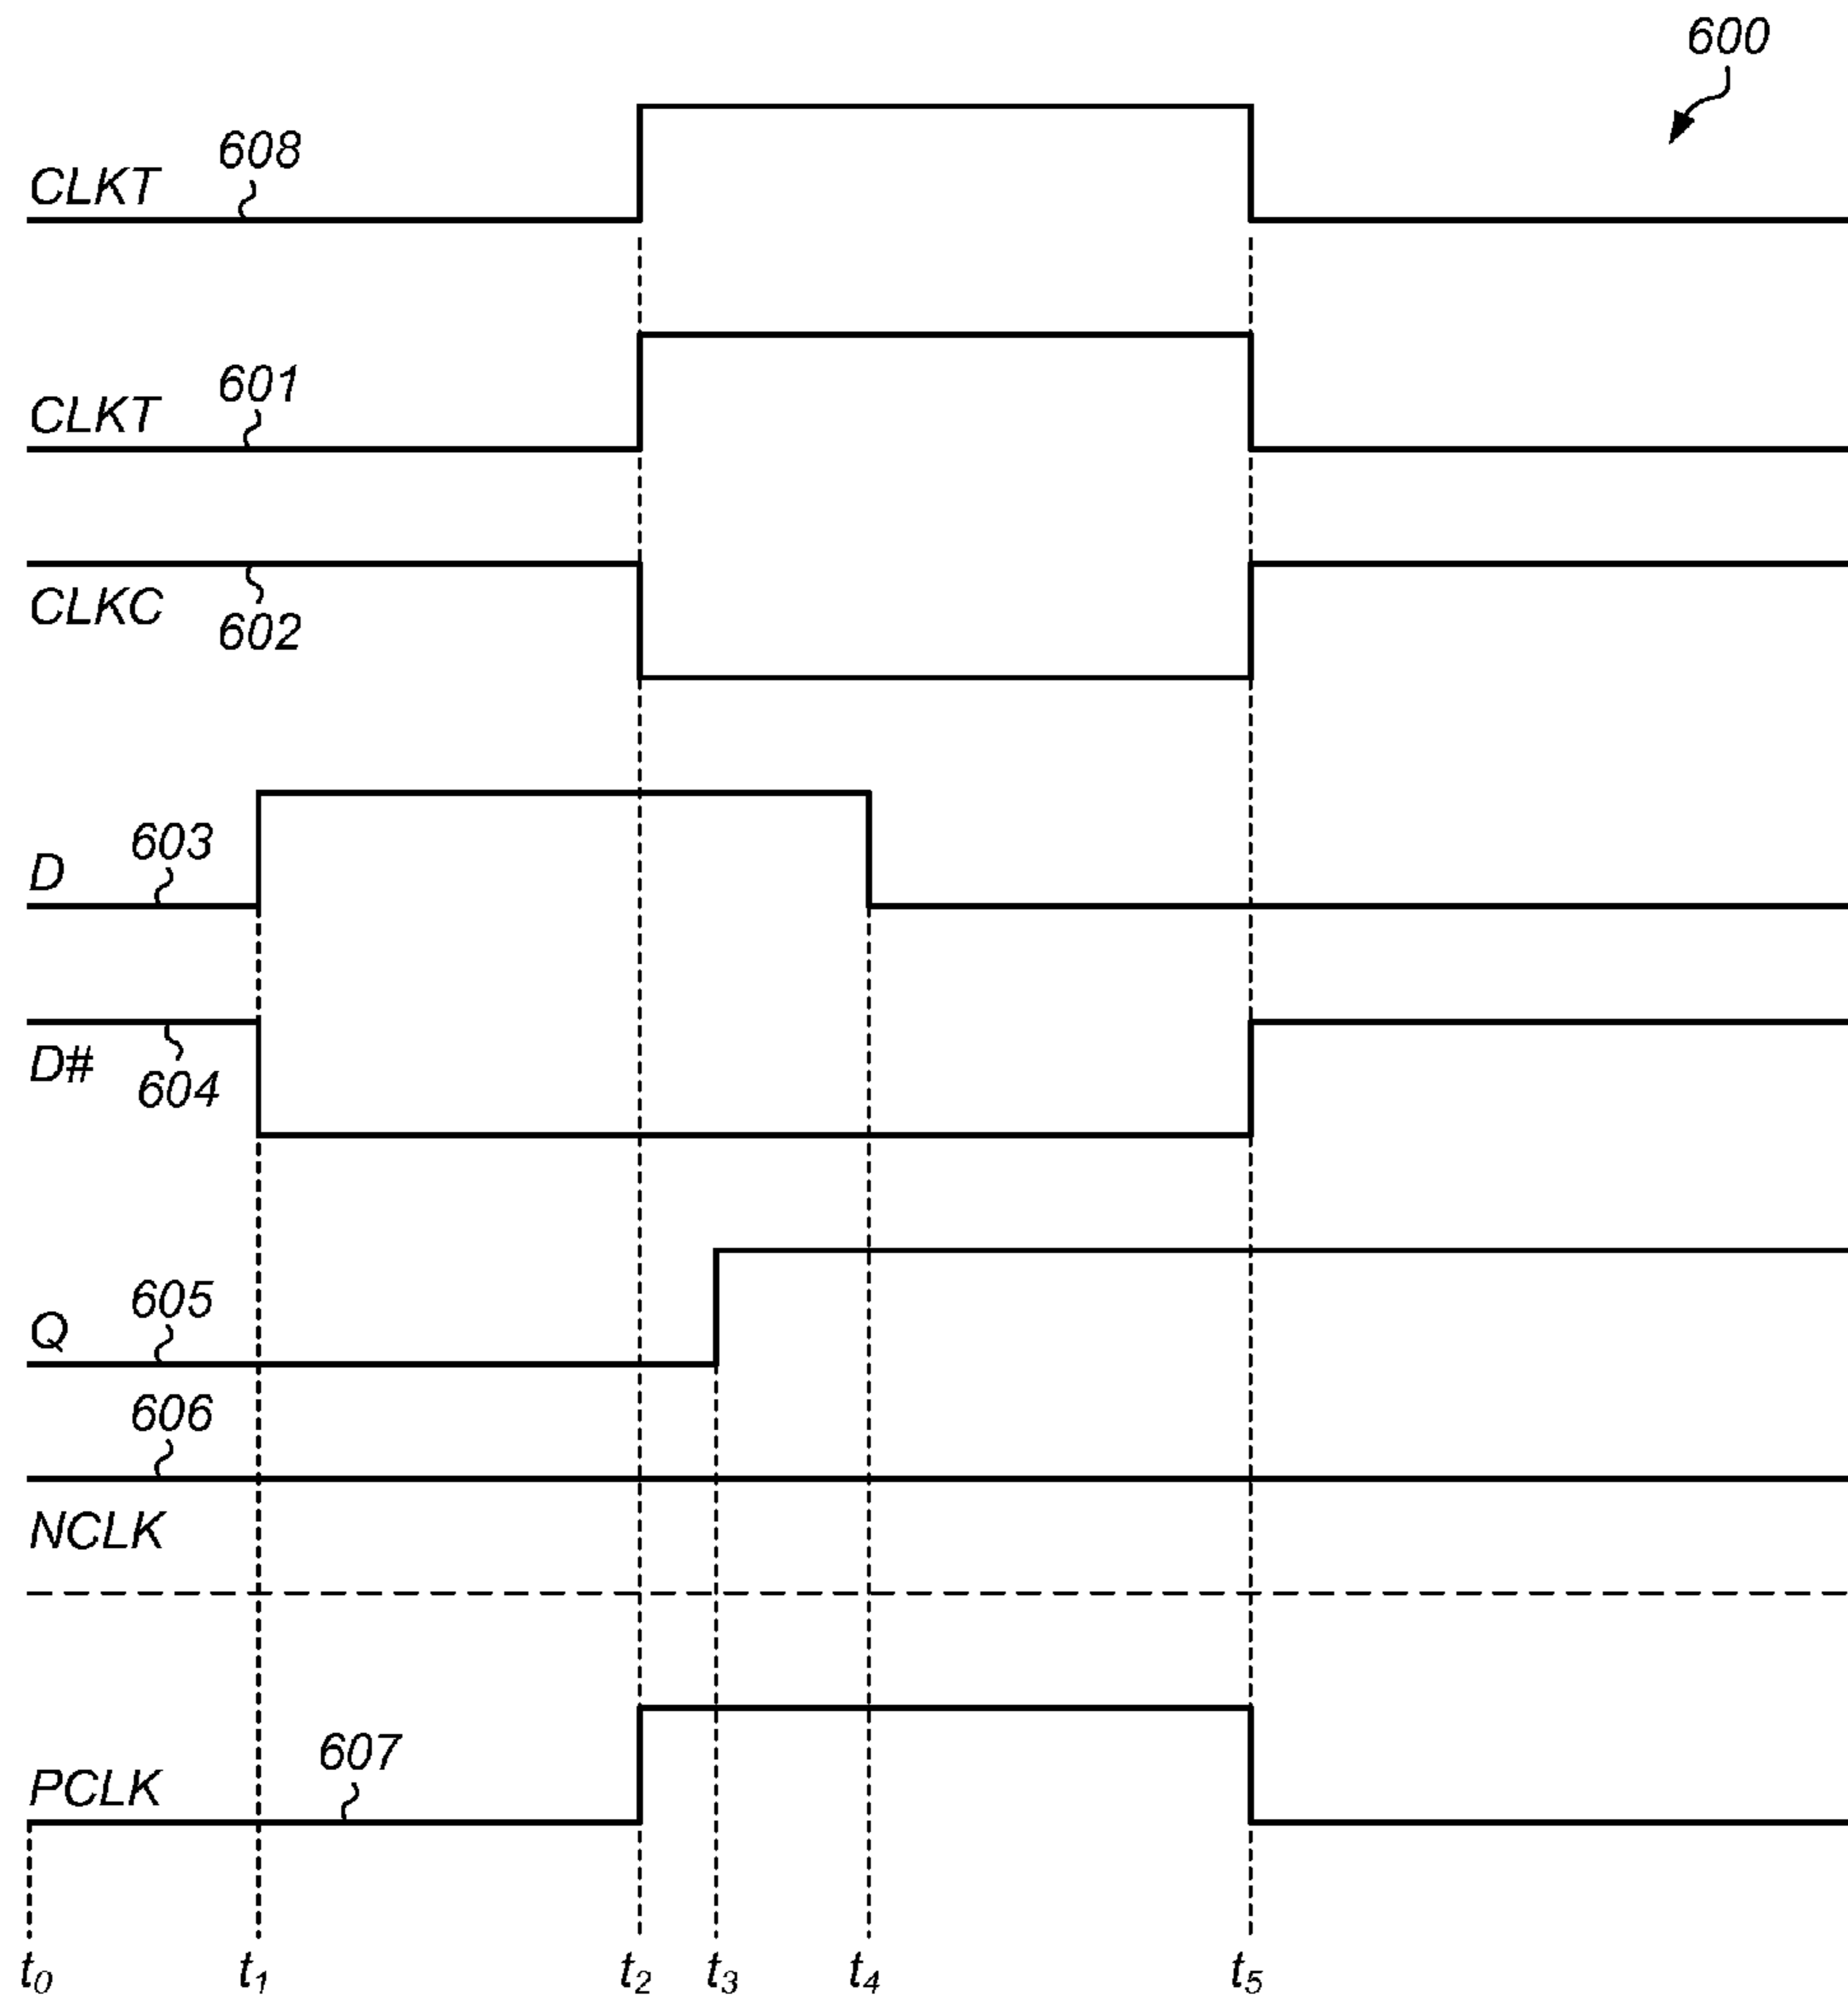 600
608
CLKT
601
CLKT
CLKC
602
603
D
D#
604
605
Q
606
NCLK
607
PCLK
t0 t1 t2 t3 t4 t5